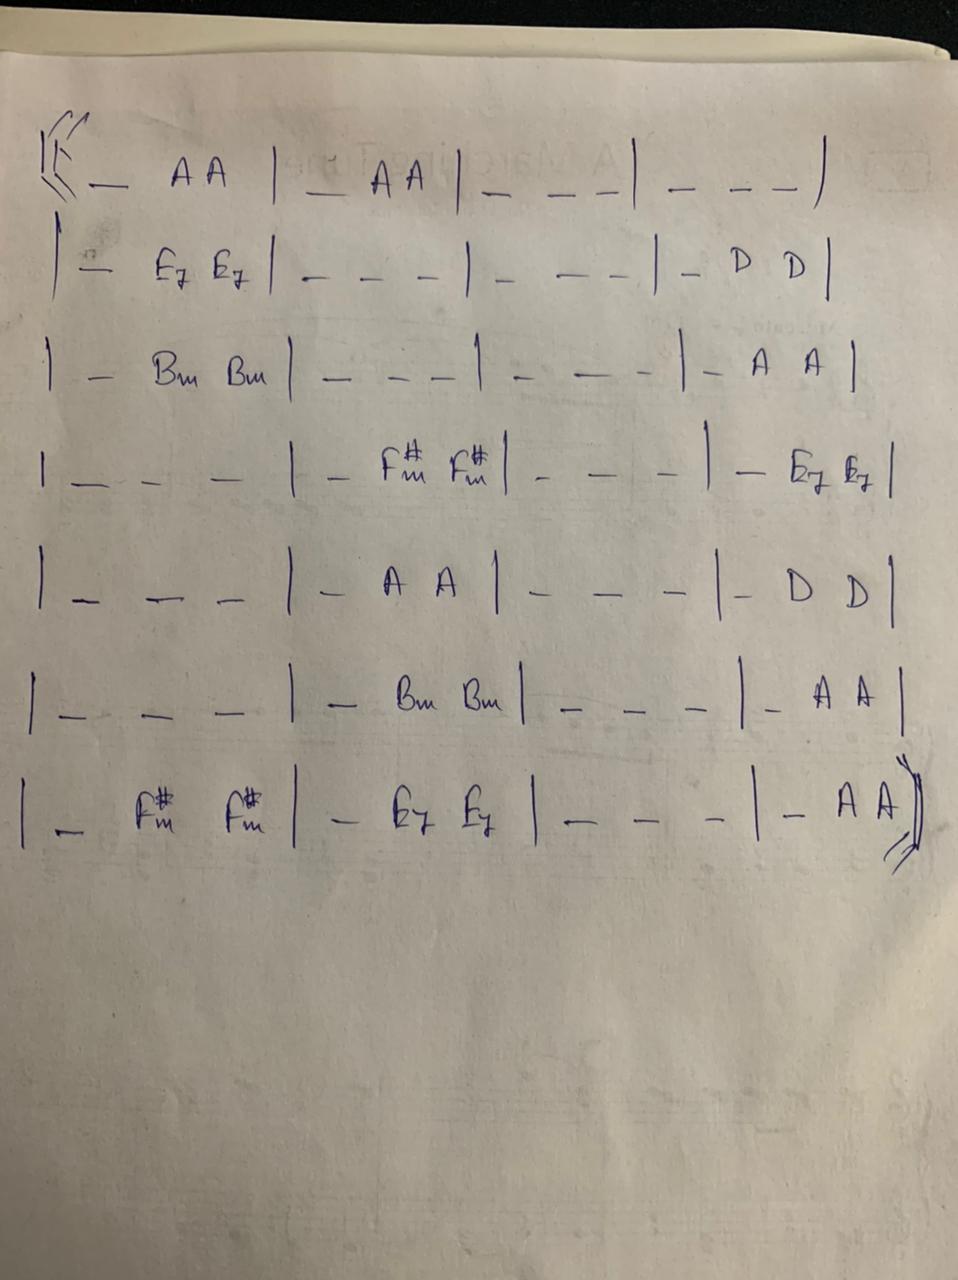 _ A A | _ A A | _ _ _ | _ _ _ |
| _ E7 E7 | _ _ _ | _ _ _ | _ D D |
| _ Bm Bm | _ _ _ | _ _ _ | _ A A |
| _ _ _ | _ F#m F#m | _ _ _ | _ E7 E7 |
| _ _ _ | _ A A | _ _ _ | _ D D |
| _ _ _ | _ Bm Bm | _ _ _ | _ A A |
| _ F#m F#m | _ E7 E7 | _ _ _ | _ A A ||